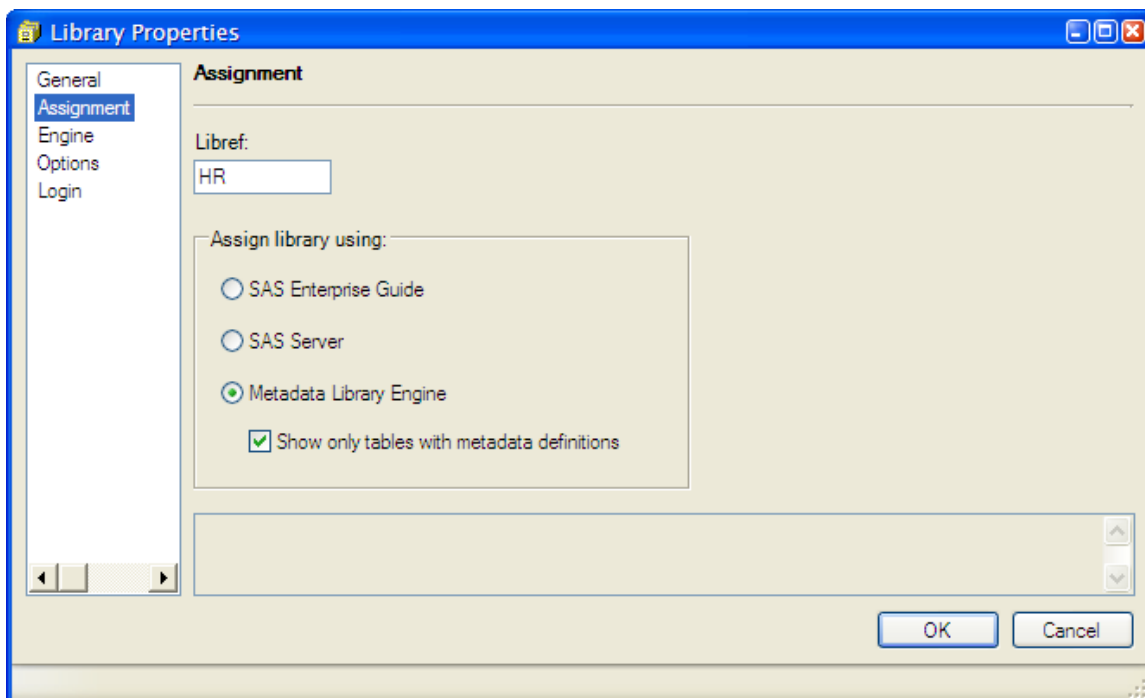 Library Properties
General
Assignment
Engine
Options
Login
Assignment
Libref:
HR
Assign library using:
SAS Enterprise Guide
SAS Server
Metadata Library Engine
Show only tables with metadata definitions
OK
Cancel